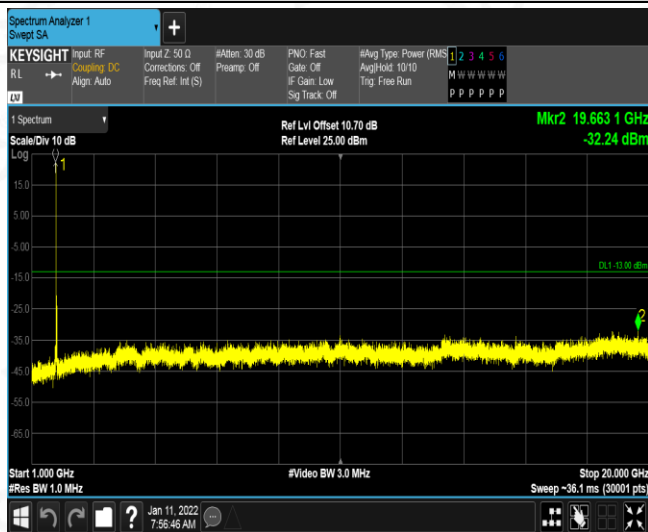 Spectrum Analyzer 1
Swept SA
+
KEYSIGHT Input: RF Input Z: 50 Ω #Atten: 30 dB PNO: Fast #Avg Type: Power (RMS 1 2 3 4 5 6
RL Coupling: DC Corrections: Off Preamp: Off Gate: Off Avg|Hold: 10/10 M W W W W W
Align: Auto Freq Ref: Int (S) IF Gain: Low Trig: Free Run
Sig Track: Off P P P P P P
LXI
1 Spectrum Ref Lvl Offset 10.70 dB Mkr2 19.663 1 GHz
Scale/Div 10 dB Ref Level 25.00 dBm -32.24 dBm
Log
1
15.0
5.00
-5.00
DL1 -13.00 dBm
-15.0
-25.0
2
-35.0
-45.0
-55.0
-65.0
Start 1.000 GHz #Video BW 3.0 MHz Stop 20.000 GHz
#Res BW 1.0 MHz Sweep ~36.1 ms (30001 pts)
? Jan 11, 2022
7:56:46 AM